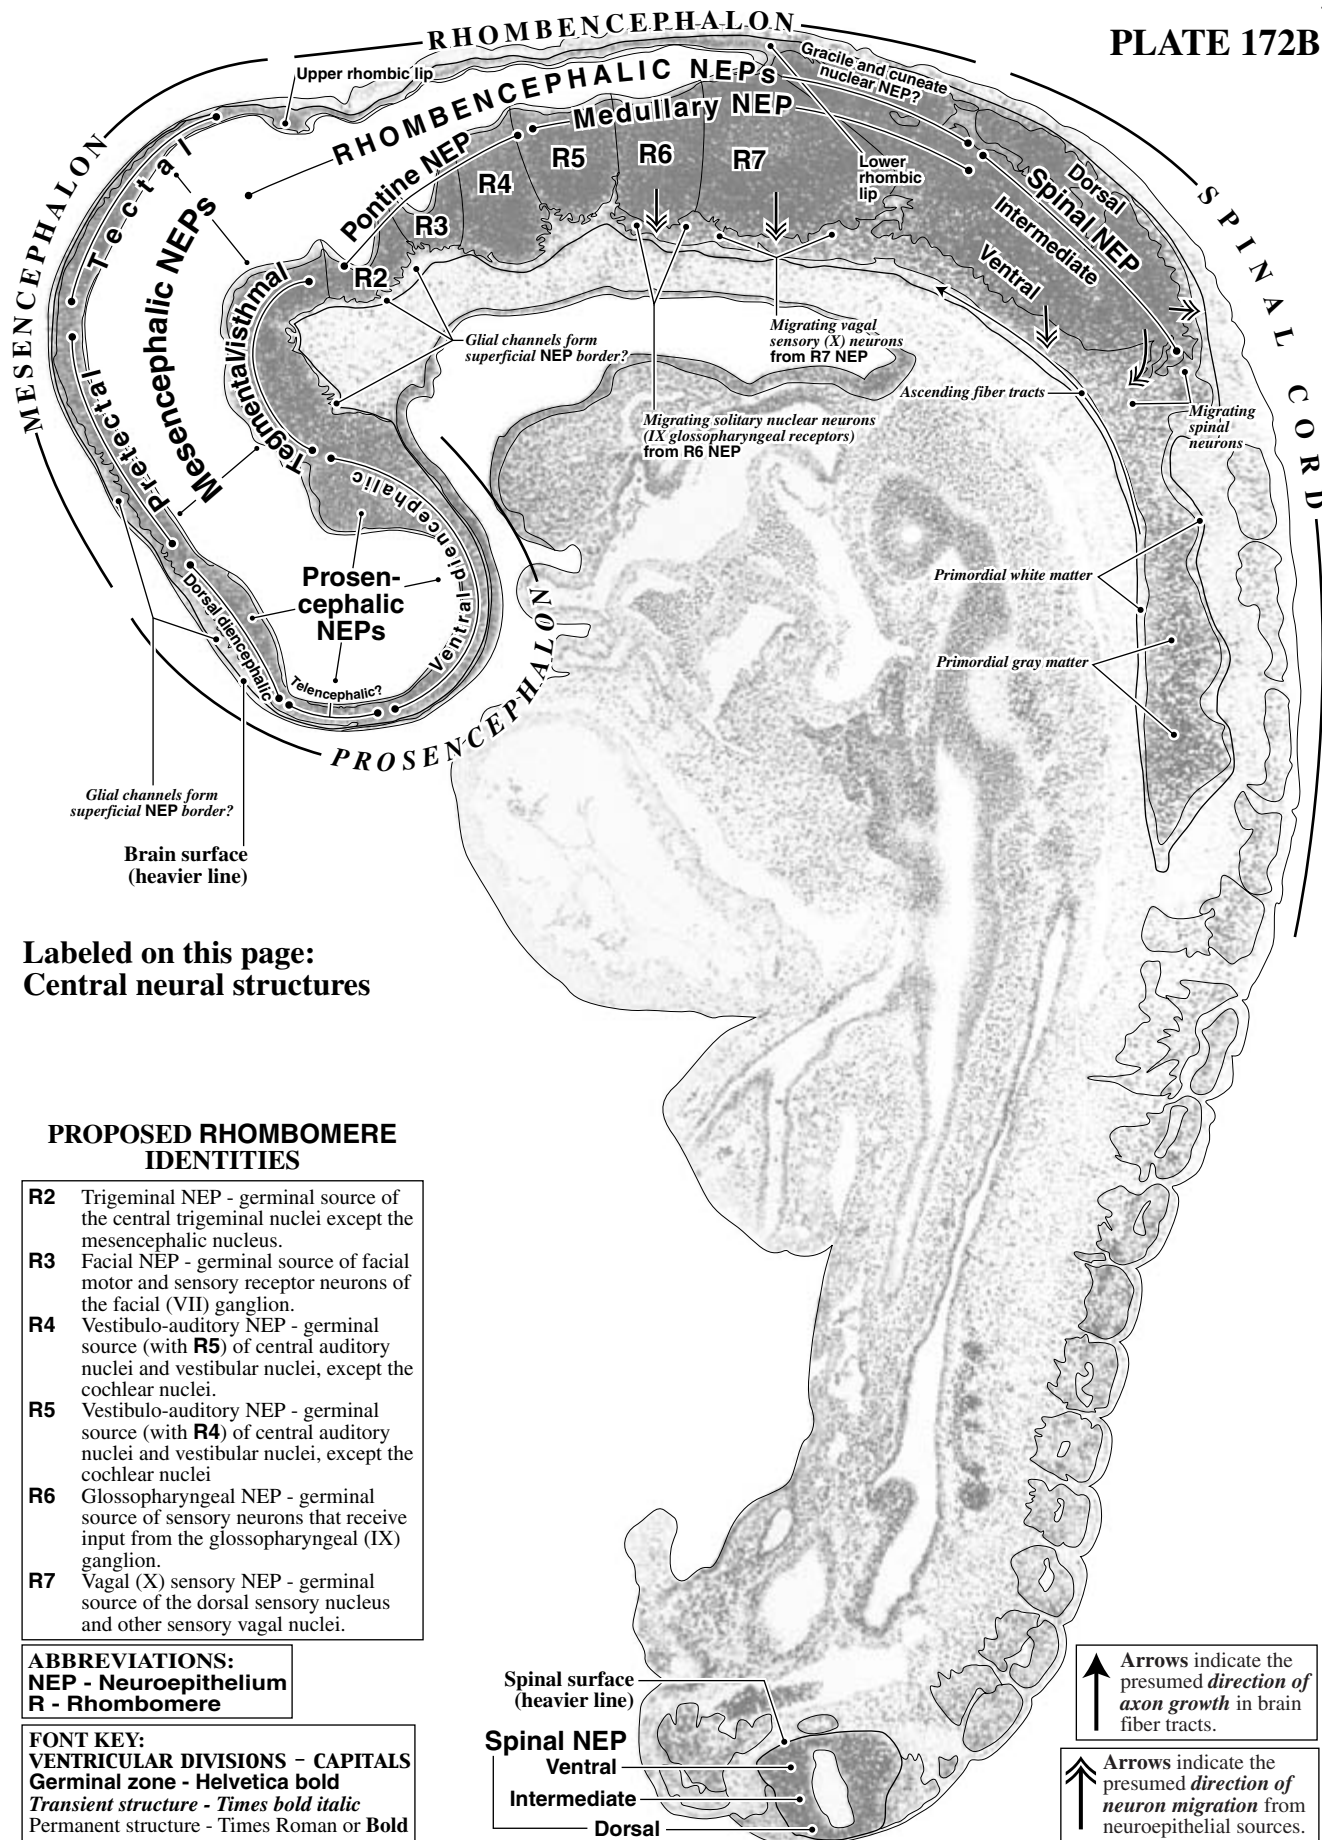 PLATE 172B
RHOMBENCEPHALON
Upper rhombic lip
RHOMBENCEPHALIC NEPs
Gracile and cuneate
nuclear NEP?
Medullary NEP
Pontine NEP
R2
R3
R4
R5
R6
R7
Lower
rhombic
lip
Spinal NEP
Dorsal
Intermediate
Ventral
SPINAL CORD
MESENCEPHALON
Tectal
Mesencephalic NEPs
Pretectal
Tegmental/isthmal
Glial channels form
superficial NEP border?
Migrating vagal
sensory (X) neurons
from R7 NEP
Ascending fiber tracts
Migrating
spinal
neurons
Migrating solitary nuclear neurons
(IX glossopharyngeal receptors)
from R6 NEP
Ventral diencephalic
Prosen-
cephalic
NEPs
Dorsal diencephalic
Telencephalic?
PROSENCEPHALON
Primordial white matter
Primordial gray matter
Glial channels form
superficial NEP border?
Brain surface
(heavier line)
Labeled on this page:
Central neural structures
PROPOSED RHOMBOMERE
IDENTITIES
R2 Trigeminal NEP - germinal source of
the central trigeminal nuclei except the
mesencephalic nucleus.
R3 Facial NEP - germinal source of facial
motor and sensory receptor neurons of
the facial (VII) ganglion.
R4 Vestibulo-auditory NEP - germinal
source (with R5) of central auditory
nuclei and vestibular nuclei, except the
cochlear nuclei.
R5 Vestibulo-auditory NEP - germinal
source (with R4) of central auditory
nuclei and vestibular nuclei, except the
cochlear nuclei
R6 Glossopharyngeal NEP - germinal
source of sensory neurons that receive
input from the glossopharyngeal (IX)
ganglion.
R7 Vagal (X) sensory NEP - germinal
source of the dorsal sensory nucleus
and other sensory vagal nuclei.
ABBREVIATIONS:
NEP - Neuroepithelium
R - Rhombomere
FONT KEY:
VENTRICULAR DIVISIONS – CAPITALS
Germinal zone - Helvetica bold
Transient structure - Times bold italic
Permanent structure - Times Roman or Bold
Spinal surface
(heavier line)
Spinal NEP
Ventral
Intermediate
Dorsal
Arrows indicate the
presumed direction of
axon growth in brain
fiber tracts.
Arrows indicate the
presumed direction of
neuron migration from
neuroepithelial sources.